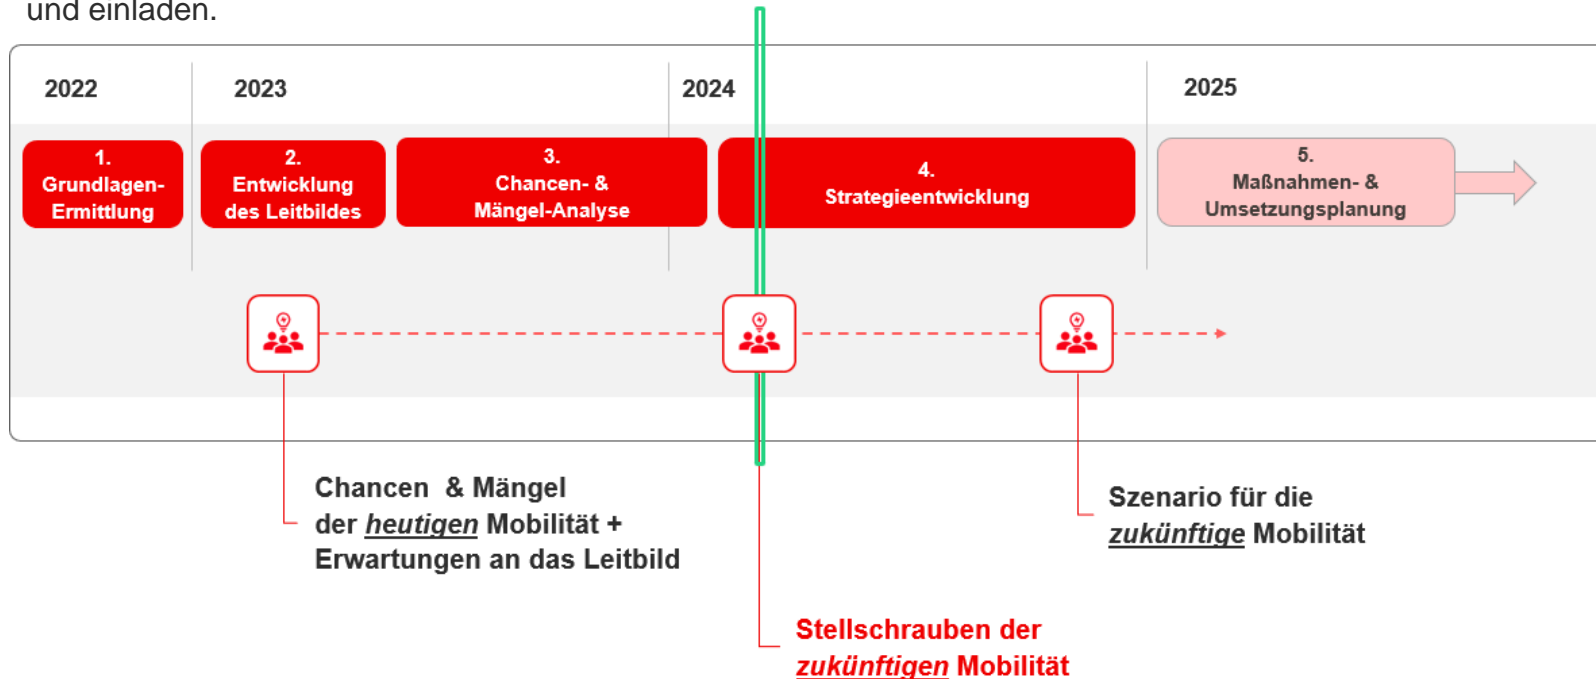 und einladen.
2022
2023
2024
2025
1.
Grundlagen-
Ermittlung
2.
Entwicklung
des Leitbildes
3.
Chancen- &
Mängel-Analyse
4.
Strategieentwicklung
5.
Maßnahmen- &
Umsetzungsplanung
Chancen & Mängel
der heutigen Mobilität +
Erwartungen an das Leitbild
Szenario für die
zukünftige Mobilität
Stellschrauben der
zukünftigen Mobilität